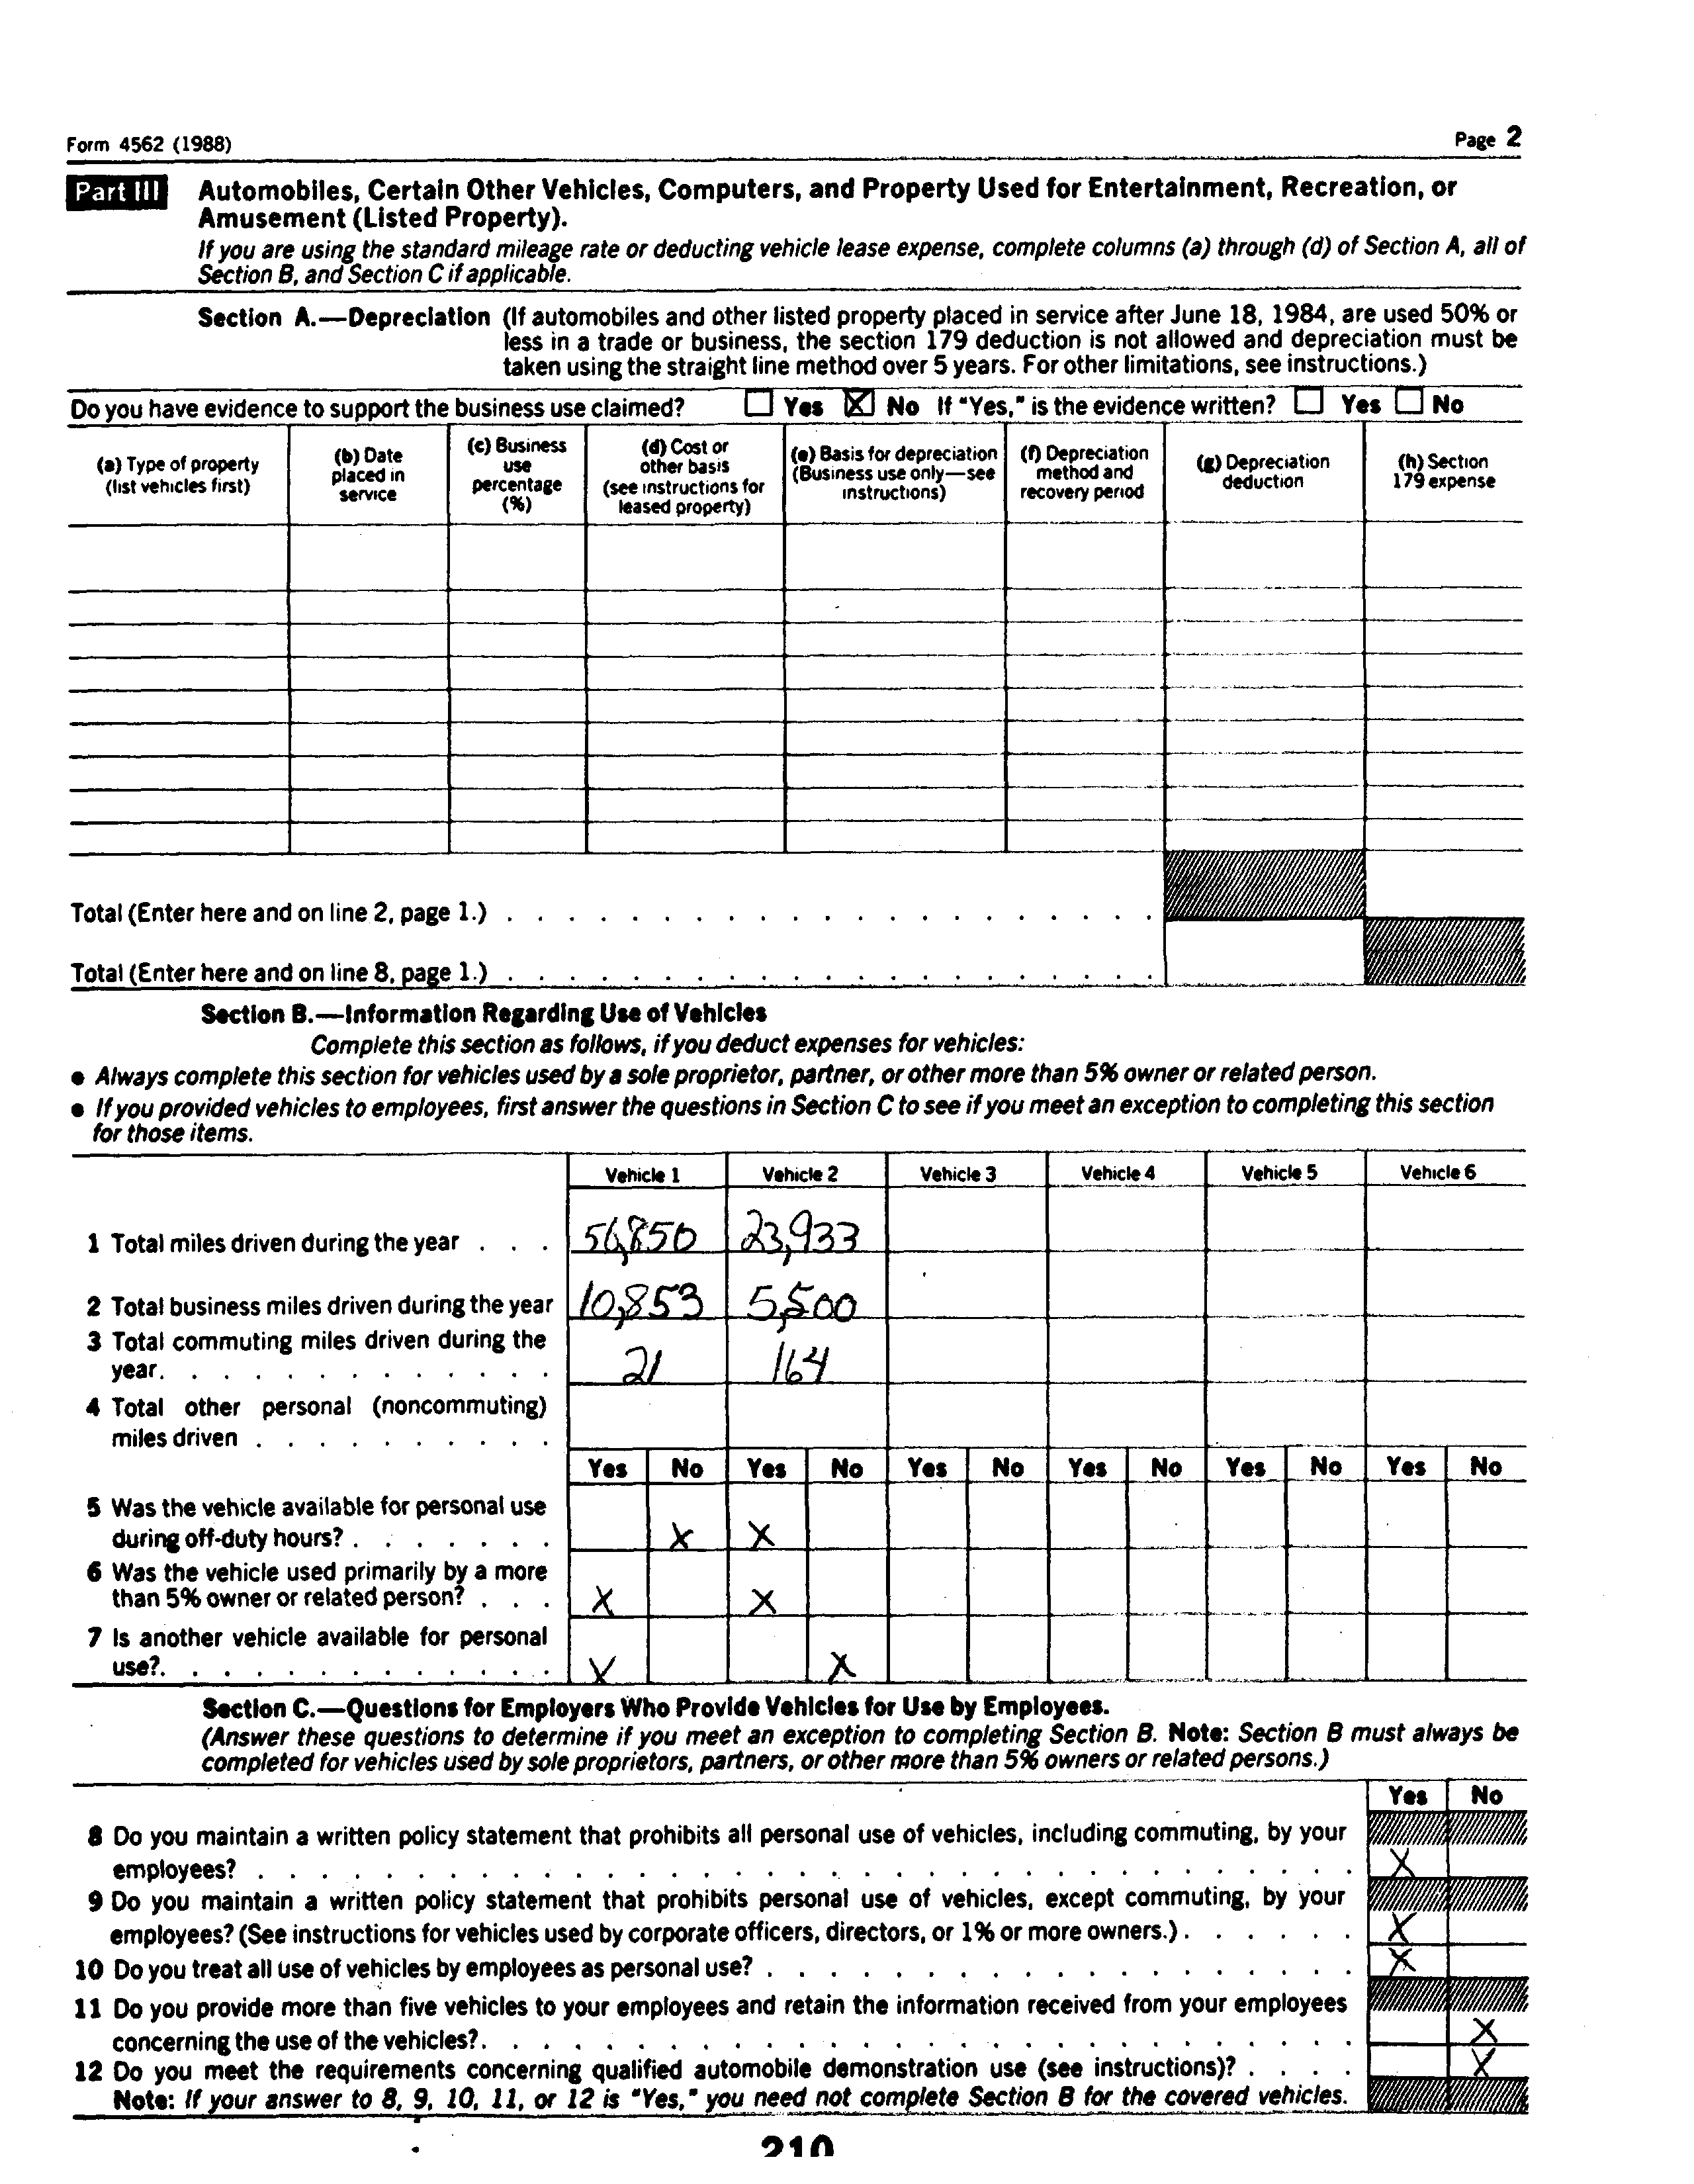 Form 4562 (1988)
Page 2
Part III Automobiles, Certain Other Vehicles, Computers, and Property Used for Entertainment, Recreation, or
Amusement (Listed Property).
If you are using the standard mileage rate or deducting vehicle lease expense, complete columns (a) through (d) of Section A, all of
Section B, and Section C if applicable.
Section A.—Depreciation (If automobiles and other listed property placed in service after June 18, 1984, are used 50% or
less in a trade or business, the section 179 deduction is not allowed and depreciation must be
taken using the straight line method over 5 years. For other limitations, see instructions.)
Do you have evidence to support the business use claimed? Yes X No If "Yes," is the evidence written? Yes No
(a) Type of property
(list vehicles first)
(b) Date
placed in
service
(c) Business
use
percentage
(%)
(d) Cost or
other basis
(see instructions for
leased property)
(e) Basis for depreciation
(Business use only—see
instructions)
(f) Depreciation
method and
recovery period
(g) Depreciation
deduction
(h) Section
179 expense
Total (Enter here and on line 2, page 1.)
Total (Enter here and on line 8, page 1.)
Section B.—Information Regarding Use of Vehicles
Complete this section as follows, if you deduct expenses for vehicles:
● Always complete this section for vehicles used by a sole proprietor, partner, or other more than 5% owner or related person.
● If you provided vehicles to employees, first answer the questions in Section C to see if you meet an exception to completing this section
for those items.
Vehicle 1 Vehicle 2 Vehicle 3 Vehicle 4 Vehicle 5 Vehicle 6
1 Total miles driven during the year . . . 56,850 23,933
2 Total business miles driven during the year 10,853 5,500
3 Total commuting miles driven during the
year. 21 164
4 Total other personal (noncommuting)
miles driven
Yes No Yes No Yes No Yes No Yes No Yes No
5 Was the vehicle available for personal use
during off-duty hours? X X
6 Was the vehicle used primarily by a more
than 5% owner or related person? . . . X X
7 Is another vehicle available for personal
use?. X X
Section C.—Questions for Employers Who Provide Vehicles for Use by Employees.
(Answer these questions to determine if you meet an exception to completing Section B. Note: Section B must always be
completed for vehicles used by sole proprietors, partners, or other more than 5% owners or related persons.)
Yes No
8 Do you maintain a written policy statement that prohibits all personal use of vehicles, including commuting, by your
employees? X
9 Do you maintain a written policy statement that prohibits personal use of vehicles, except commuting, by your
employees? (See instructions for vehicles used by corporate officers, directors, or 1% or more owners.) X
10 Do you treat all use of vehicles by employees as personal use? X
11 Do you provide more than five vehicles to your employees and retain the information received from your employees
concerning the use of the vehicles?. X
12 Do you meet the requirements concerning qualified automobile demonstration use (see instructions)? . . . . X
Note: If your answer to 8, 9, 10, 11, or 12 is "Yes," you need not complete Section B for the covered vehicles.
210